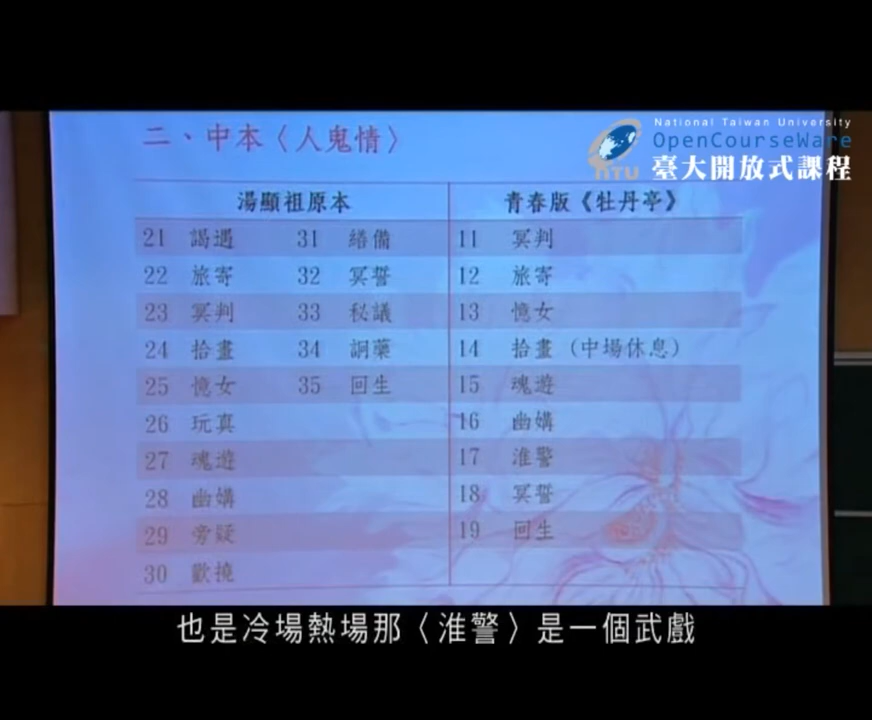 National Taiwan University
OpenCourseWare
NTU 臺大開放式課程
二、中本〈人鬼情〉
湯顯祖原本 青春版《牡丹亭》
21 謁遇 31 繕備 11 冥判
22 旅寄 32 冥誓 12 旅寄
23 冥判 33 秘議 13 憶女
24 拾畫 34 詗藥 14 拾畫（中場休息）
25 憶女 35 回生 15 魂遊
26 玩真 16 幽媾
27 魂遊 17 淮警
28 幽媾 18 冥誓
29 旁疑 19 回生
30 歡撓
也是冷場熱場那〈淮警〉是一個武戲